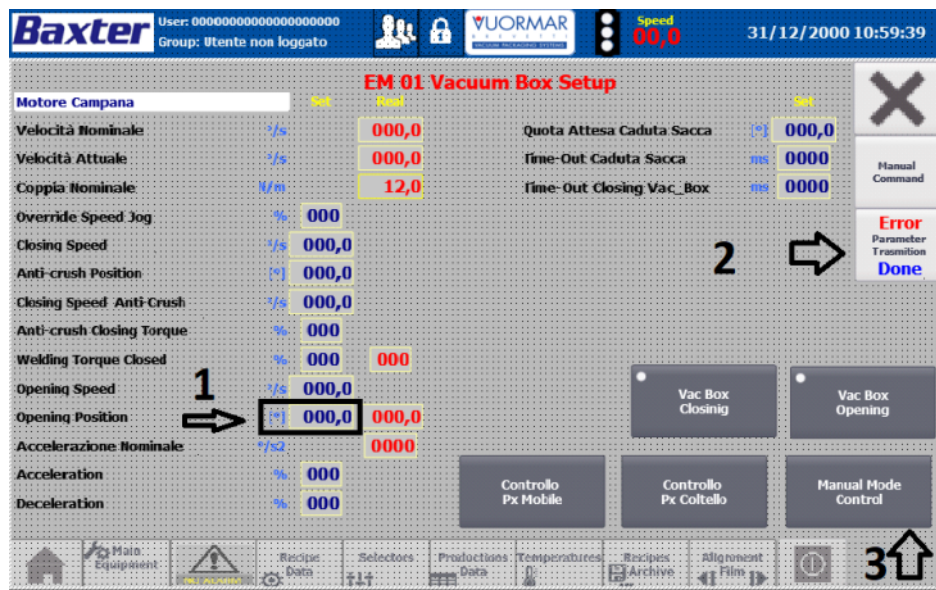 Baxter
User: 00000000000000000000
Group: Utente non loggato
VUORMAR
BREVETTI
VACUUM PACKAGING SYSTEMS
Speed
00,0
31/12/2000 10:59:39
EM 01 Vacuum Box Setup
Motore Campana Set Real
Set
Velocità Nominale °/s 000,0
Velocità Attuale °/s 000,0
Coppia Nominale N/m 12,0
Override Speed Jog % 000
Closing Speed °/s 000,0
Anti-crush Position [°] 000,0
Closing Speed Anti-Crush °/s 000,0
Anti-crush Closing Torque % 000
Welding Torque Closed % 000 000
Opening Speed °/s 000,0
Opening Position [°] 000,0 000,0
Accelerazione Nominale °/s2 0000
Acceleration % 000
Deceleration % 000
Quota Attesa Caduta Sacca [°] 000,0
Time-Out Caduta Sacca ms 0000
Time-Out Closing Vac_Box ms 0000
Manual
Command
Error
Parameter
Trasmition
Done
1
2
3
Vac Box
Closinig
Vac Box
Opening
Controllo
Px Mobile
Controllo
Px Coltello
Manual Mode
Control
Main
Equipment
Recipe
Data
Selectors
Productions
Data
Temperatures
Recipes
Archive
Alignment
Film